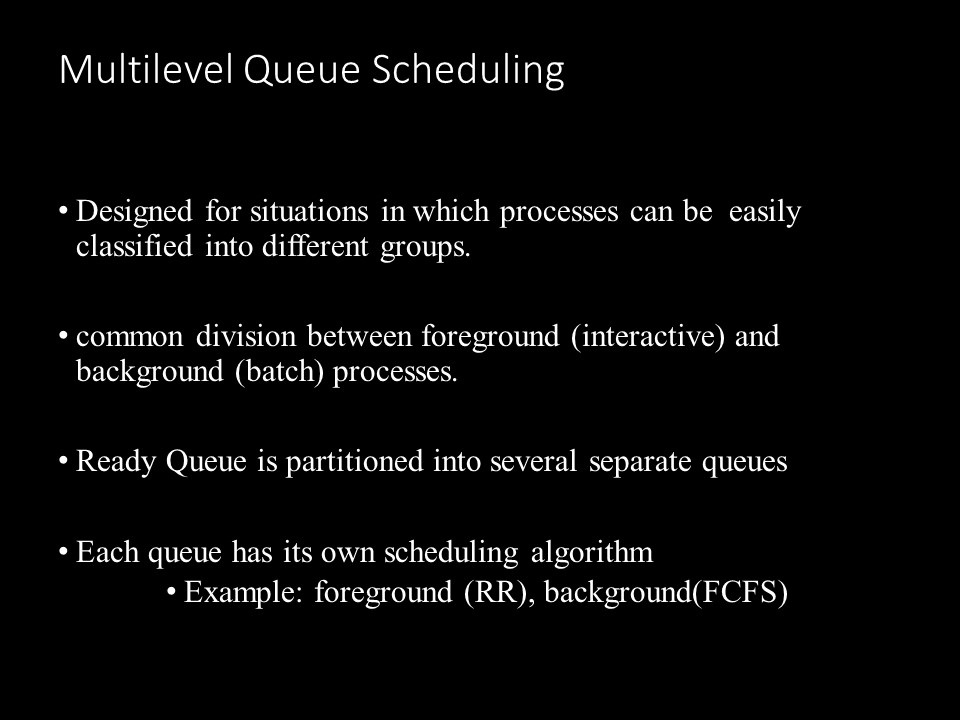 Multilevel Queue Scheduling
• Designed for situations in which processes can be  easily
classified into different groups.
• common division between foreground (interactive) and
background (batch) processes.
• Ready Queue is partitioned into several separate queues
• Each queue has its own scheduling algorithm
• Example: foreground (RR), background(FCFS)